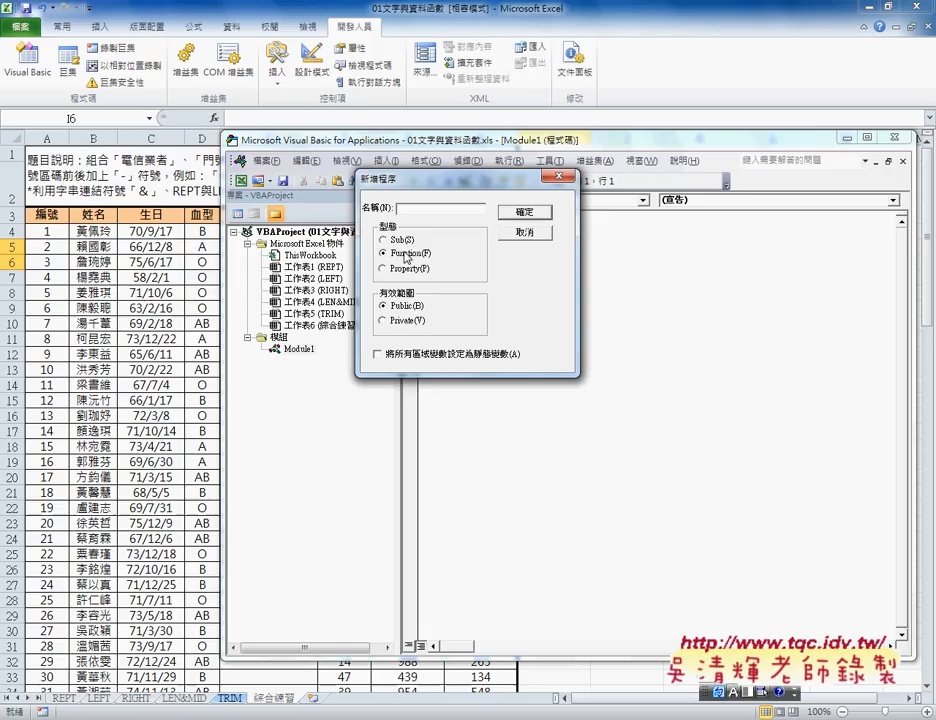 01文字與資料函數 [相容模式] - Microsoft Excel
檔案 常用 插入 版面配置 公式 資料 校閱 檢視 開發人員
Visual Basic 巨集 錄製巨集 以相對位置錄製 巨集安全性 增益集 COM 增益集 插入 設計模式 屬性 檢視程式碼 執行對話方塊 來源 對應內容 擴充套件 重新整理資料 匯入 匯出 文件面板
程式碼 增益集 控制項 XML 修改
I6 fx
A B C D
題目說明：組合「電信業者」、「門號
號區碼前後加上「-」符號，例如：「
*利用字串連結符號「&」、REPT與LE
編號 姓名 生日 血型
1 黃佩玲 70/9/17 B
2 賴國彰 66/12/8 A
3 詹琬婷 75/6/17 O
4 楊堯典 58/2/1 O
5 姜雅琪 71/10/6 O
6 陳毅聰 63/2/16 O
7 湯千葦 69/2/18 AB
8 柯昆宏 73/12/22 A
9 李東益 65/6/11 AB
10 洪秀芳 70/2/22 AB
11 梁書維 67/7/4 O
12 陳沅竹 66/1/17 B
13 劉珈妤 72/3/8 O
14 顏逸琪 71/10/14 B
15 林宛霓 73/4/21 A
16 郭雅芬 69/6/30 A
17 方鈞儀 71/3/15 AB
18 黃馨慧 68/5/5 B
19 盧建志 69/7/31 O
20 徐英哲 75/12/9 AB
21 蔡育霖 67/12/6 AB
22 粟春瑾 73/12/18 O
23 李銘煌 72/10/16 B
24 蔡以真 71/12/25 B
25 許仁峰 71/7/11 O
26 李容光 73/5/18 AB
27 吳政穎 71/3/30 B
28 溫媚茜 73/9/17 O
29 張依雯 72/12/24 AB 14 988 265
30 黃華秋 71/11/29 B 47 439 134
39 954 548
REPT LEFT RIGHT LEN&MID TRIM 綜合練習
就緒 100%
Microsoft Visual Basic for Applications - 01文字與資料函數.xls - [Module1 (程式碼)]
檔案(F) 編輯(E) 檢視(V) 插入(I) 格式(O) 偵錯(D) 執行(R) 工具(T) 增益集(A) 視窗(W) 說明(H) 鍵入需要解答的問題
，行 1
專案 - VBAProject
(宣告)
VBAProject (01文字與
Microsoft Excel 物件
ThisWorkbook
工作表1 (REPT)
工作表2 (LEFT)
工作表3 (RIGHT)
工作表4 (LEN&MI
工作表5 (TRIM)
工作表6 (綜合練習
模組
Module1
新增程序
名稱(N):
確定
型態
取消
Sub(S)
Function(F)
Property(P)
有效範圍
Public(B)
Private(V)
將所有區域變數設定為靜態變數(A)
http://www.tqc.idv.tw/
吳清輝老師錄製